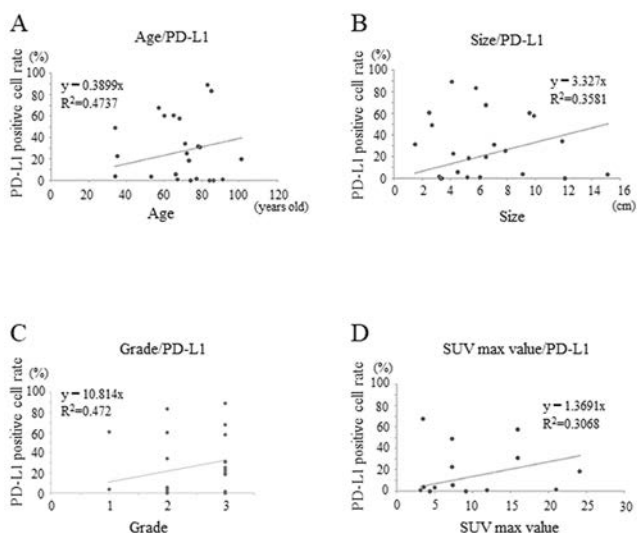 A
Age/PD-L1
(%)
PD-L1 positive cell rate
100
80
60
40
20
0
y=0.3899x
R²=0.4737
0 20 40 60 80 100 120
Age
(years old)
B
Size/PD-L1
(%)
PD-L1 positive cell rate
100
80
60
40
20
0
y=3.327x
R²=0.3581
0 2 4 6 8 10 12 14 16
(cm)
Size
C
Grade/PD-L1
(%)
PD-L1 positive cell rate
100
80
60
40
20
0
y=10.814x
R²=0.472
0 1 2 3
Grade
D
SUV max value/PD-L1
(%)
PD-L1 positive cell rate
100
80
60
40
20
0
y=1.3691x
R²=0.3068
0 5 10 15 20 25 30
SUV max value